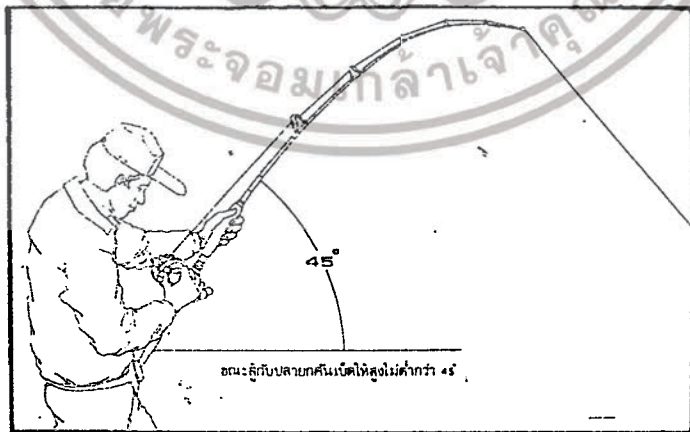 พระจอมเกล้าเจ้าคุณ
45°
ขณะสู้กับปลายกคันเบ็ดให้สูงไม่ต่ำกว่า 45°